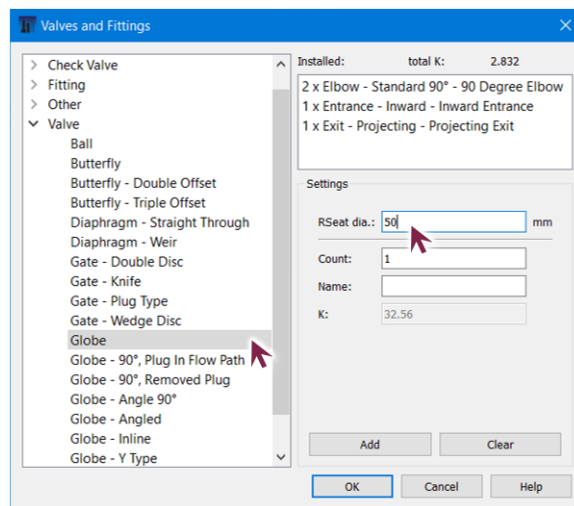 Valves and Fittings
Check Valve
Fitting
Other
Valve
Ball
Butterfly
Butterfly - Double Offset
Butterfly - Triple Offset
Diaphragm - Straight Through
Diaphragm - Weir
Gate - Double Disc
Gate - Knife
Gate - Plug Type
Gate - Wedge Disc
Globe
Globe - 90°, Plug In Flow Path
Globe - 90°, Removed Plug
Globe - Angle 90°
Globe - Angled
Globe - Inline
Globe - Y Type
Installed: total K: 2.832
2 x Elbow - Standard 90° - 90 Degree Elbow
1 x Entrance - Inward - Inward Entrance
1 x Exit - Projecting - Projecting Exit
Settings
RSeat dia.: 50 mm
Count: 1
Name:
K: 32.56
Add Clear
OK Cancel Help